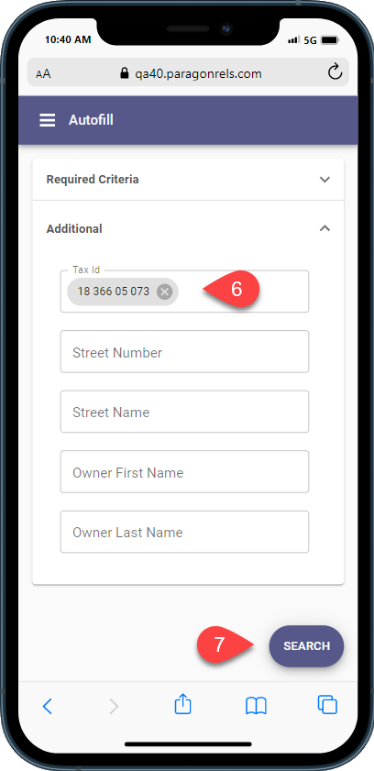 10:40 AM
5G
AA
qa40.paragonrels.com
Autofill
Required Criteria
Additional
Tax Id
18 366 05 073
6
Street Number
Street Name
Owner First Name
Owner Last Name
7
SEARCH